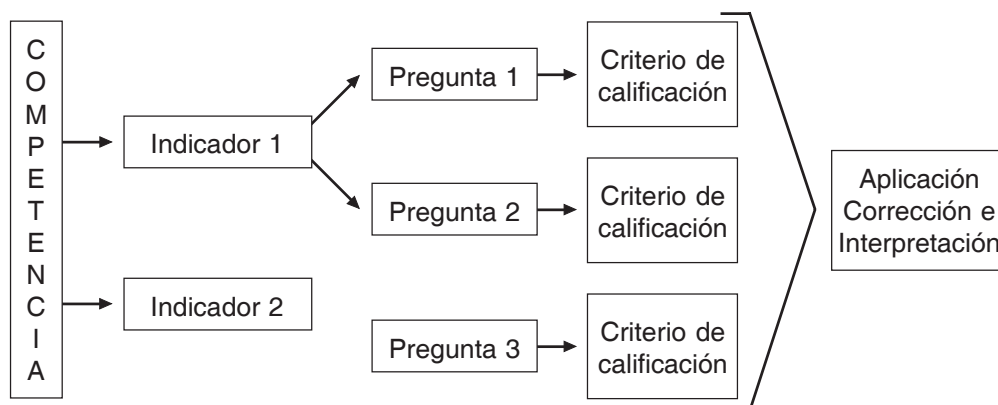 COMPETENCIA
Indicador 1
Indicador 2
Pregunta 1
Pregunta 2
Pregunta 3
Criterio de
calificación
Criterio de
calificación
Criterio de
calificación
Aplicación
Corrección e
Interpretación